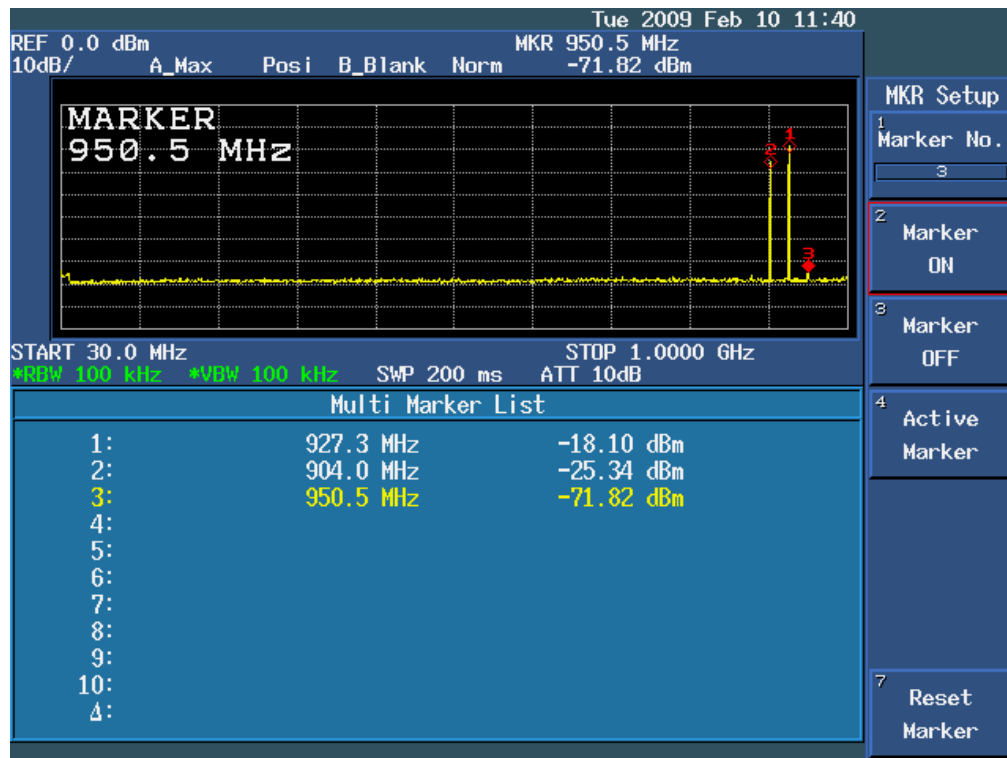 Tue 2009 Feb 10 11:40
REF 0.0 dBm MKR 950.5 MHz
10dB/ A_Max Posi B_Blank Norm -71.82 dBm
MARKER
950.5 MHz
1
2
3
START 30.0 MHz STOP 1.0000 GHz
*RBW 100 kHz *VBW 100 kHz SWP 200 ms ATT 10dB
Multi Marker List
1: 927.3 MHz -18.10 dBm
2: 904.0 MHz -25.34 dBm
3: 950.5 MHz -71.82 dBm
4:
5:
6:
7:
8:
9:
10:
Δ:
MKR Setup
1
Marker No.
3
2
Marker
ON
3
Marker
OFF
4
Active
Marker
7
Reset
Marker